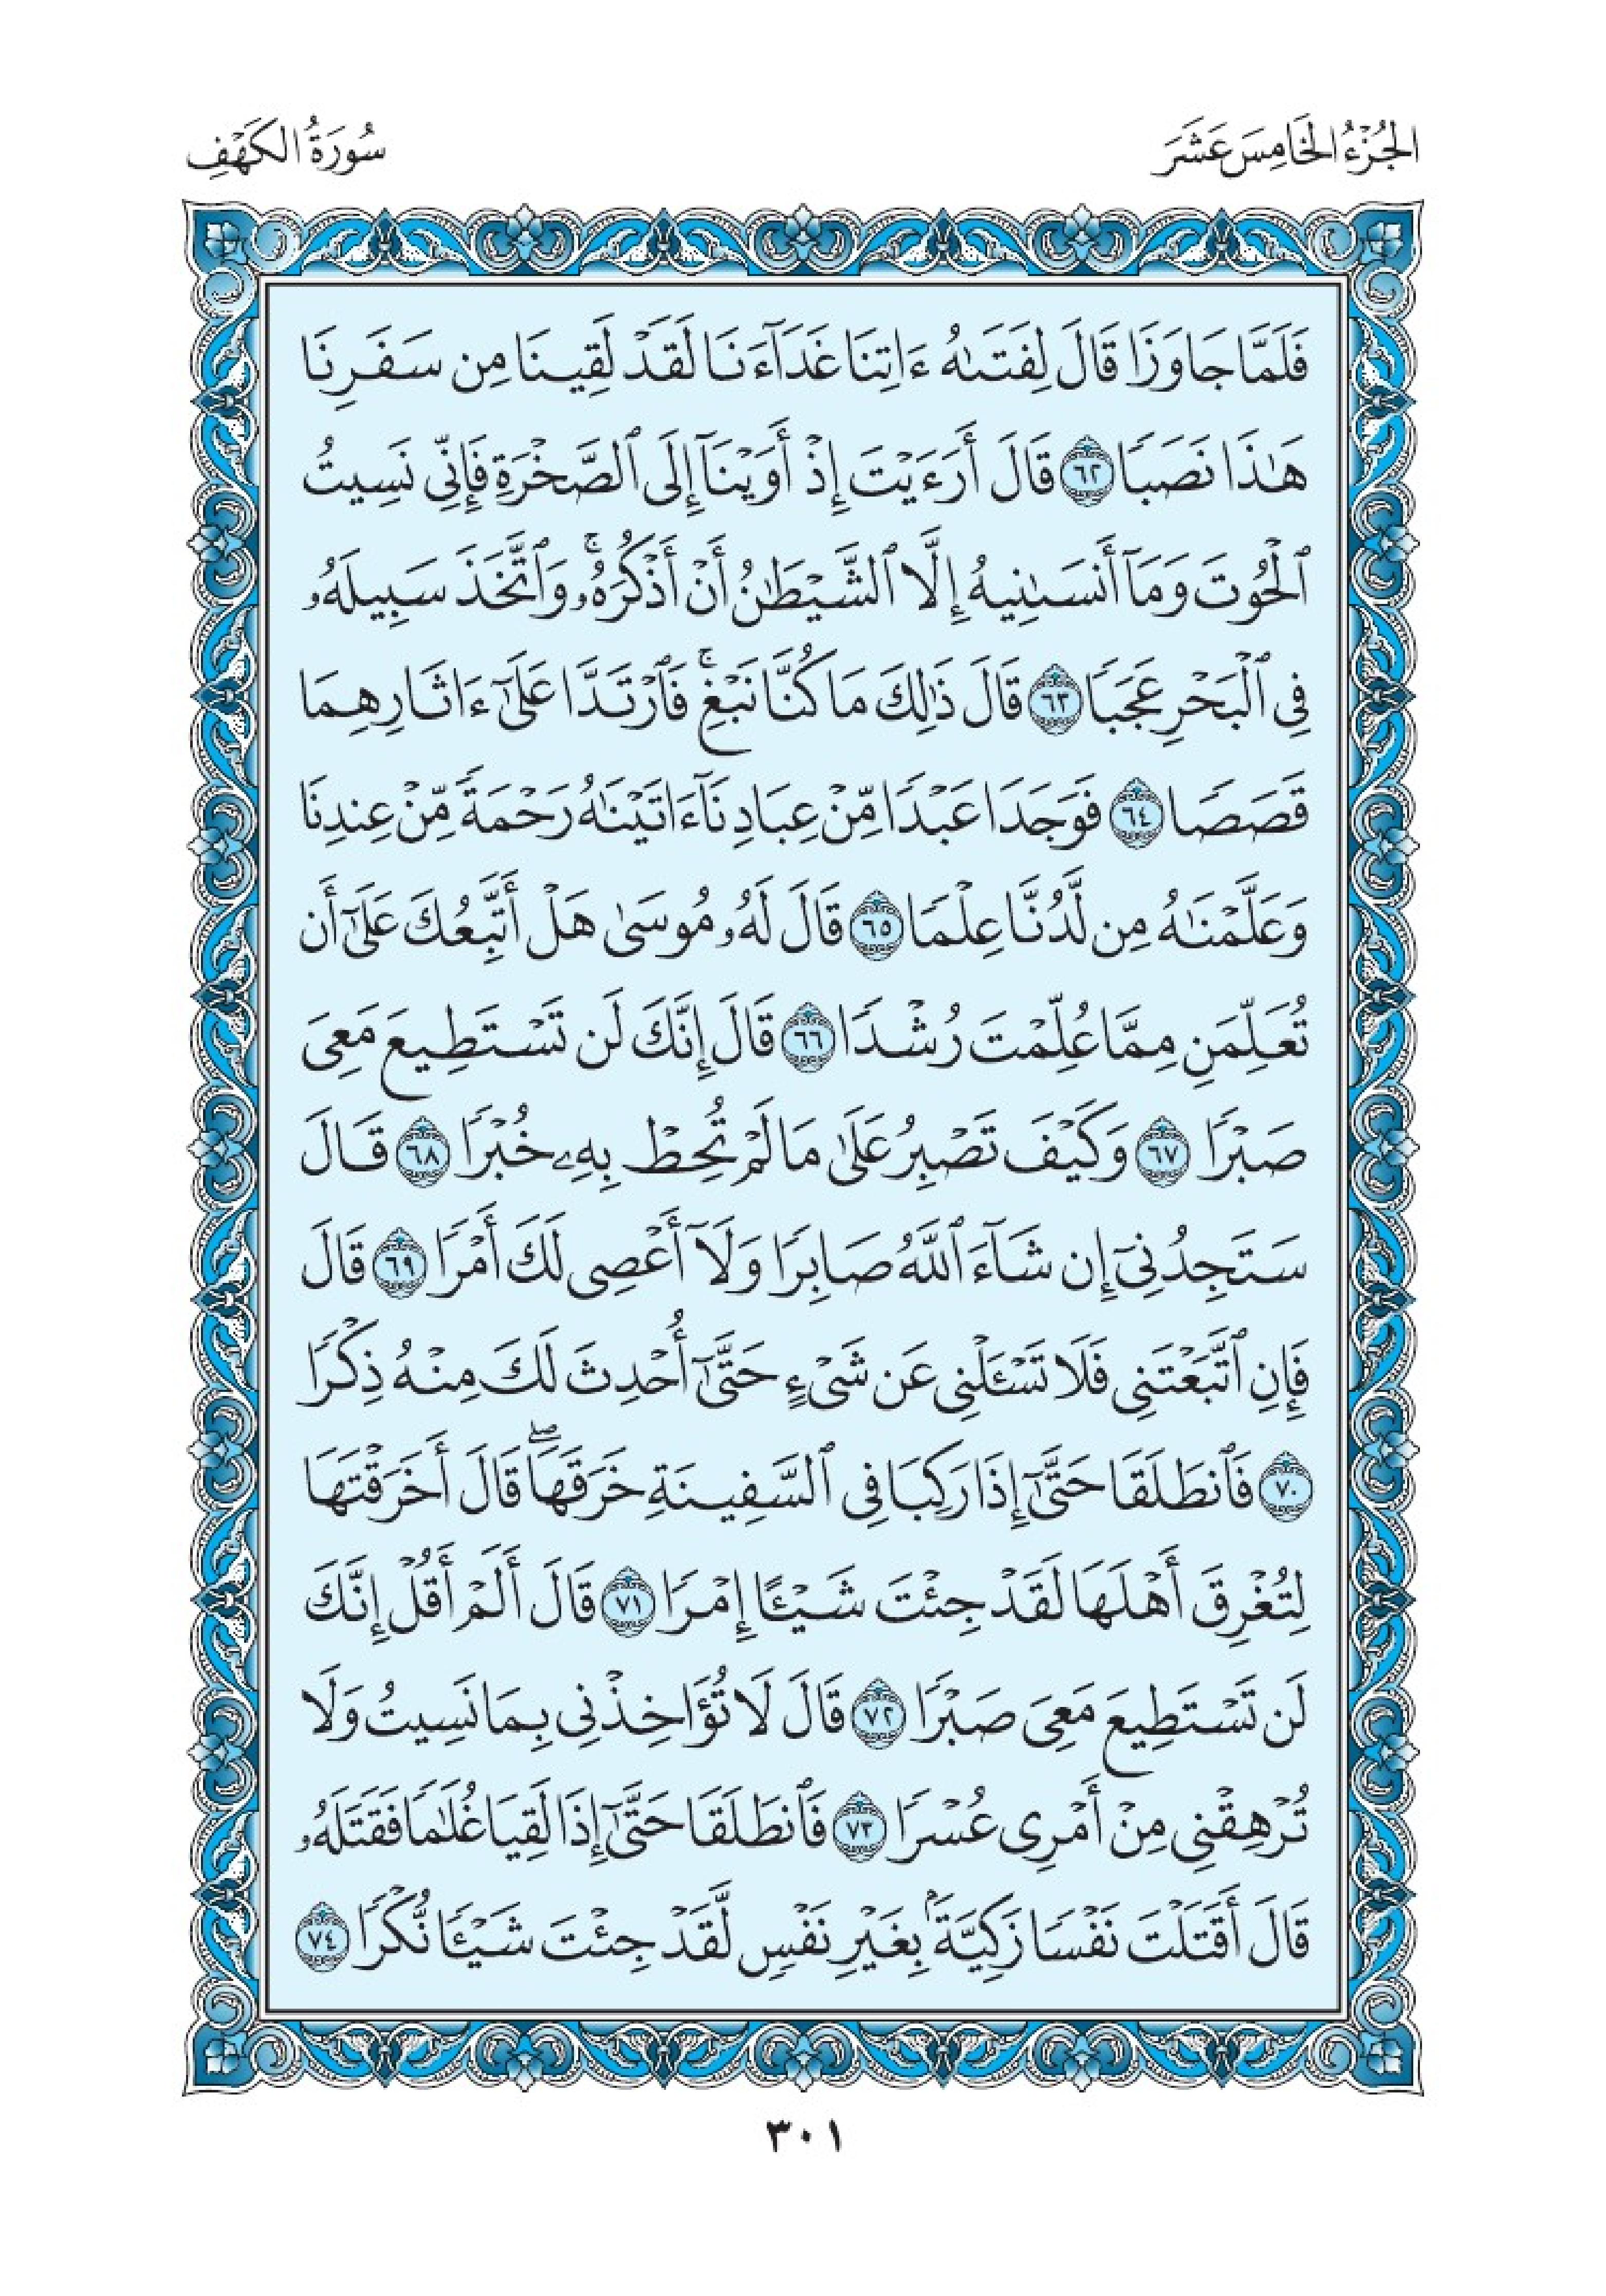 الجُزْءُ الخَامِسَ عَشَرَ
سُورَةُ الكَهْفِ
فَلَمَّا جَاوَزَا قَالَ لِفَتَىٰهُ ءَاتِنَا غَدَآءَنَا لَقَدْ لَقِينَا مِن سَفَرِنَا
هَٰذَا نَصَبًا ٦٢ قَالَ أَرَءَيْتَ إِذْ أَوَيْنَآ إِلَى ٱلصَّخْرَةِ فَإِنِّى نَسِيتُ
ٱلْحُوتَ وَمَآ أَنسَىٰنِيهُ إِلَّا ٱلشَّيْطَٰنُ أَنْ أَذْكُرَهُۥ ۚ وَٱتَّخَذَ سَبِيلَهُۥ
فِى ٱلْبَحْرِ عَجَبًا ٦٣ قَالَ ذَٰلِكَ مَا كُنَّا نَبْغِ ۚ فَٱرْتَدَّا عَلَىٰٓ ءَاثَارِهِمَا
قَصَصًا ٦٤ فَوَجَدَا عَبْدًا مِّنْ عِبَادِنَآ ءَاتَيْنَٰهُ رَحْمَةً مِّنْ عِندِنَا
وَعَلَّمْنَٰهُ مِن لَّدُنَّا عِلْمًا ٦٥ قَالَ لَهُۥ مُوسَىٰ هَلْ أَتَّبِعُكَ عَلَىٰٓ أَن
تُعَلِّمَنِ مِمَّا عُلِّمْتَ رُشْدًا ٦٦ قَالَ إِنَّكَ لَن تَسْتَطِيعَ مَعِىَ
صَبْرًا ٦٧ وَكَيْفَ تَصْبِرُ عَلَىٰ مَا لَمْ تُحِطْ بِهِۦ خُبْرًا ٦٨ قَالَ
سَتَجِدُنِىٓ إِن شَآءَ ٱللَّهُ صَابِرًا وَلَآ أَعْصِى لَكَ أَمْرًا ٦٩ قَالَ
فَإِنِ ٱتَّبَعْتَنِى فَلَا تَسْـَٔلْنِى عَن شَىْءٍ حَتَّىٰٓ أُحْدِثَ لَكَ مِنْهُ ذِكْرًا
٧٠ فَٱنطَلَقَا حَتَّىٰٓ إِذَا رَكِبَا فِى ٱلسَّفِينَةِ خَرَقَهَا ۖ قَالَ أَخَرَقْتَهَا
لِتُغْرِقَ أَهْلَهَا لَقَدْ جِئْتَ شَيْـًٔا إِمْرًا ٧١ قَالَ أَلَمْ أَقُلْ إِنَّكَ
لَن تَسْتَطِيعَ مَعِىَ صَبْرًا ٧٢ قَالَ لَا تُؤَاخِذْنِى بِمَا نَسِيتُ وَلَا
تُرْهِقْنِى مِنْ أَمْرِى عُسْرًا ٧٣ فَٱنطَلَقَا حَتَّىٰٓ إِذَا لَقِيَا غُلَٰمًا فَقَتَلَهُۥ
قَالَ أَقَتَلْتَ نَفْسًا زَكِيَّةًۢ بِغَيْرِ نَفْسٍ لَّقَدْ جِئْتَ شَيْـًٔا نُّكْرًا ٧٤
٣٠١